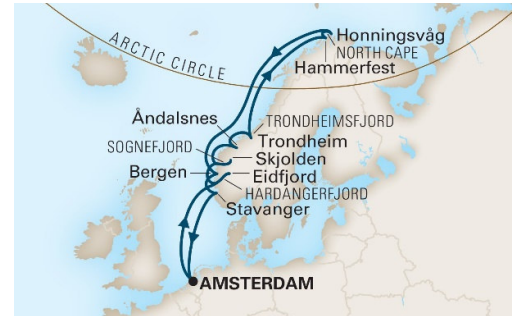 ARCTIC CIRCLE
Honningsvåg
NORTH CAPE
Hammerfest
Åndalsnes
TRONDHEIMSFJORD
Trondheim
SOGNEFJORD
Skjolden
Bergen
Eidfjord
HARDANGERFJORD
Stavanger
AMSTERDAM